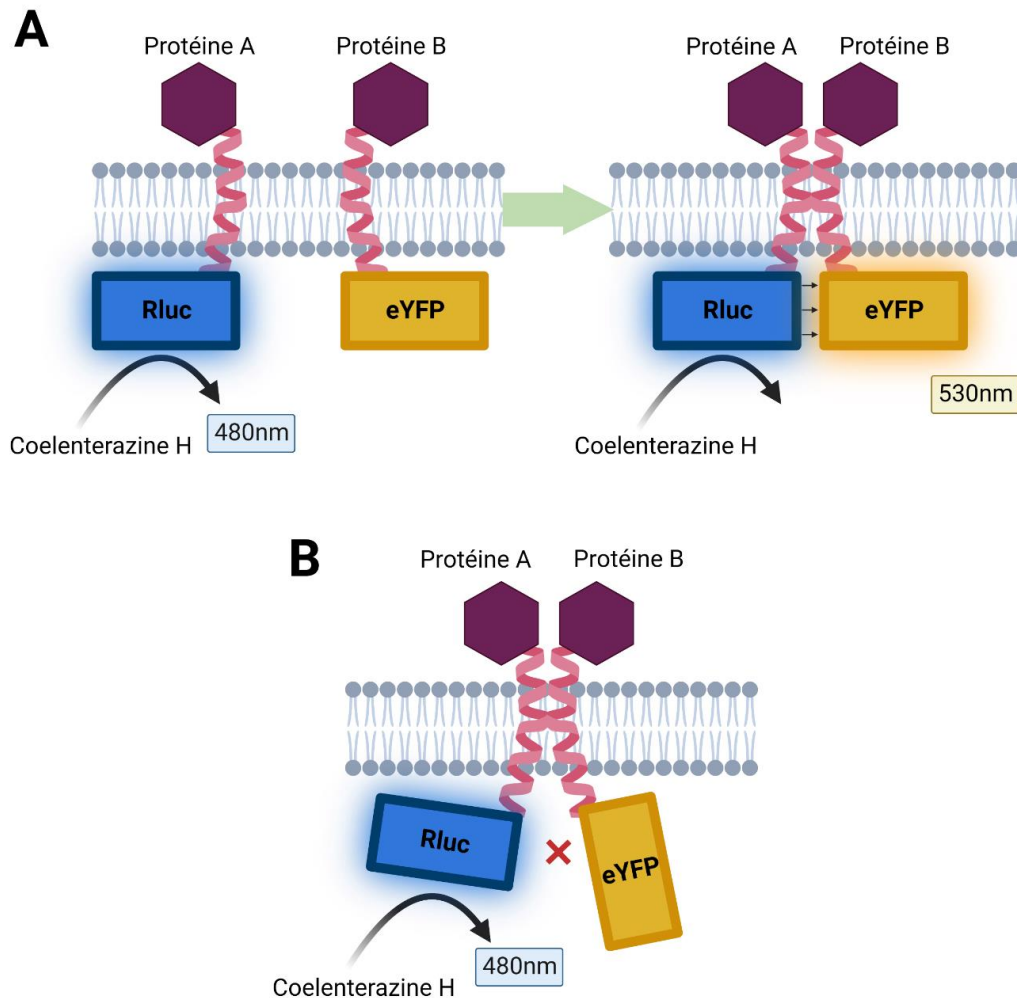 A
Protéine A
Protéine B
Rluc
eYFP
Coelenterazine H
480nm
Protéine A
Protéine B
Rluc
eYFP
530nm
Coelenterazine H
B
Protéine A
Protéine B
Rluc
eYFP
480nm
Coelenterazine H